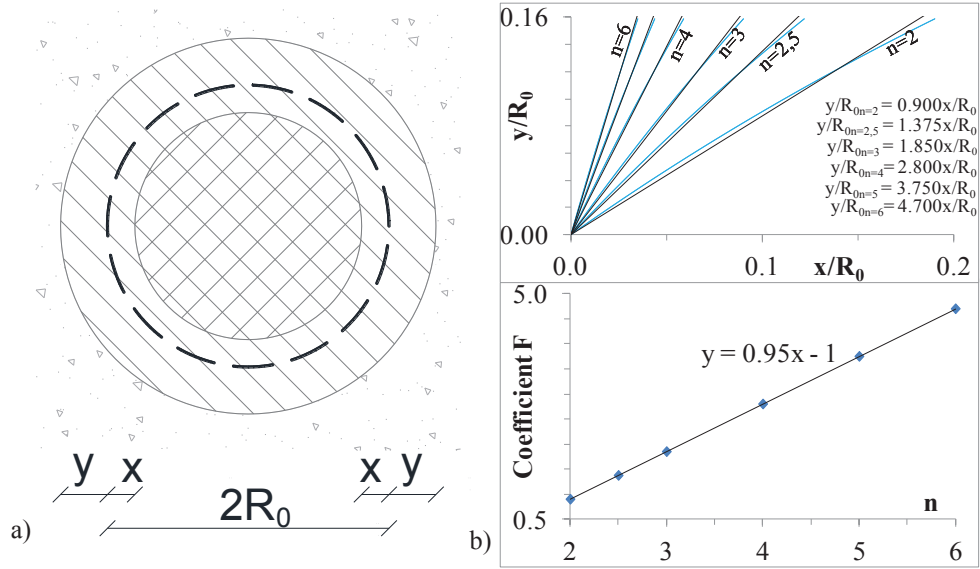 y x
x y
2R₀
a)
0.16
y/R₀
0.00
n=6
n=4
n=3
n=2,5
n=2
y/R₀ₙ₌₂ = 0.900x/R₀
y/R₀ₙ₌₂,₅ = 1.375x/R₀
y/R₀ₙ₌₃ = 1.850x/R₀
y/R₀ₙ₌₄ = 2.800x/R₀
y/R₀ₙ₌₅ = 3.750x/R₀
y/R₀ₙ₌₆= 4.700x/R₀
0.0 0.1 x/R₀ 0.2
5.0
Coefficient F
y = 0.95x - 1
n
0.5
2 3 4 5 6
b)